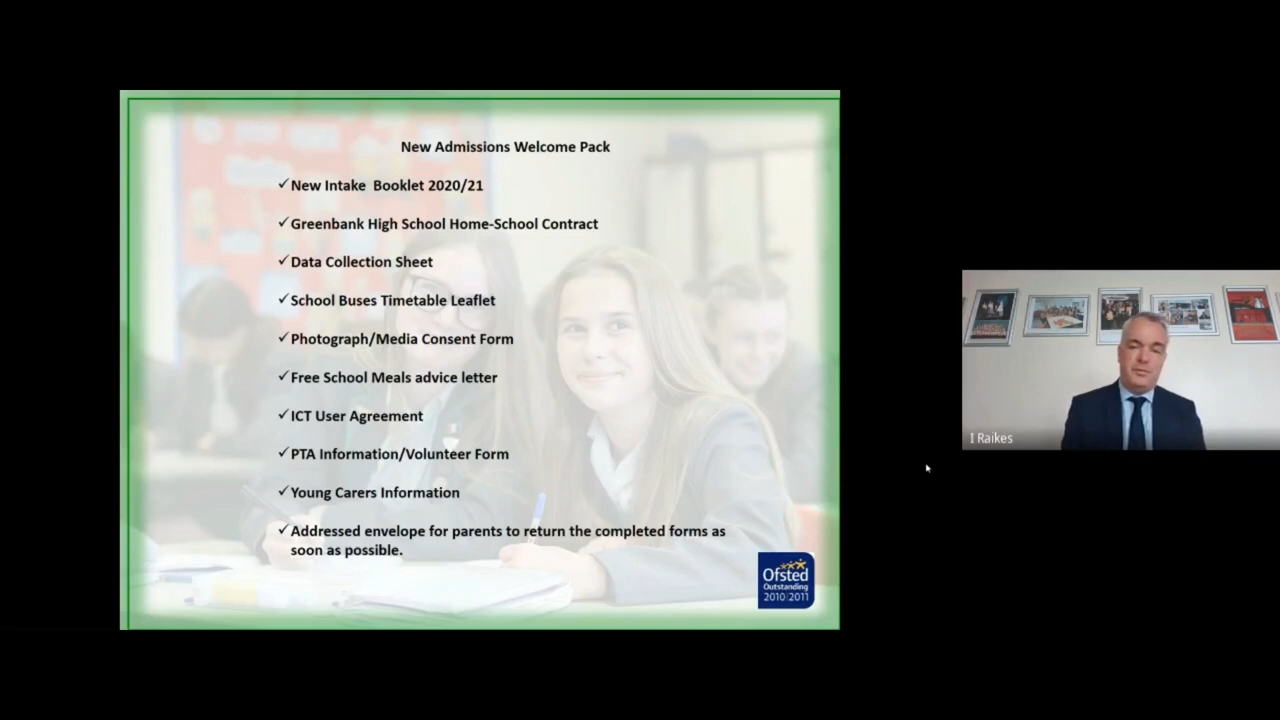 New Admissions Welcome Pack
✓New Intake  Booklet 2020/21
✓Greenbank High School Home-School Contract
✓Data Collection Sheet
✓School Buses Timetable Leaflet
✓Photograph/Media Consent Form
✓Free School Meals advice letter
✓ICT User Agreement
✓PTA Information/Volunteer Form
✓Young Carers Information
✓Addressed envelope for parents to return the completed forms as
soon as possible.
Ofsted
Outstanding
2010|2011
I Raikes